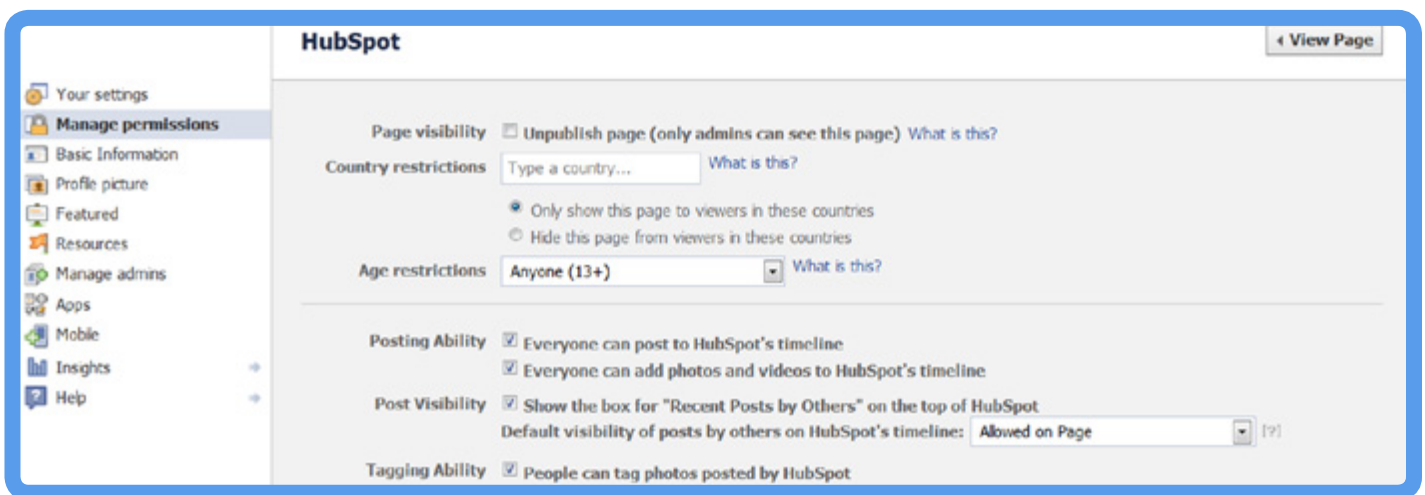 HubSpot
View Page
Your settings
Manage permissions
Basic Information
Profile picture
Featured
Resources
Manage admins
Apps
Mobile
Insights
Help
Page visibility Unpublish page (only admins can see this page) What is this?
Country restrictions Type a country... What is this?
Only show this page to viewers in these countries
Hide this page from viewers in these countries
Age restrictions Anyone (13+) What is this?
Posting Ability Everyone can post to HubSpot's timeline
Everyone can add photos and videos to HubSpot's timeline
Post Visibility Show the box for "Recent Posts by Others" on the top of HubSpot
Default visibility of posts by others on HubSpot's timeline: Allowed on Page [?]
Tagging Ability People can tag photos posted by HubSpot